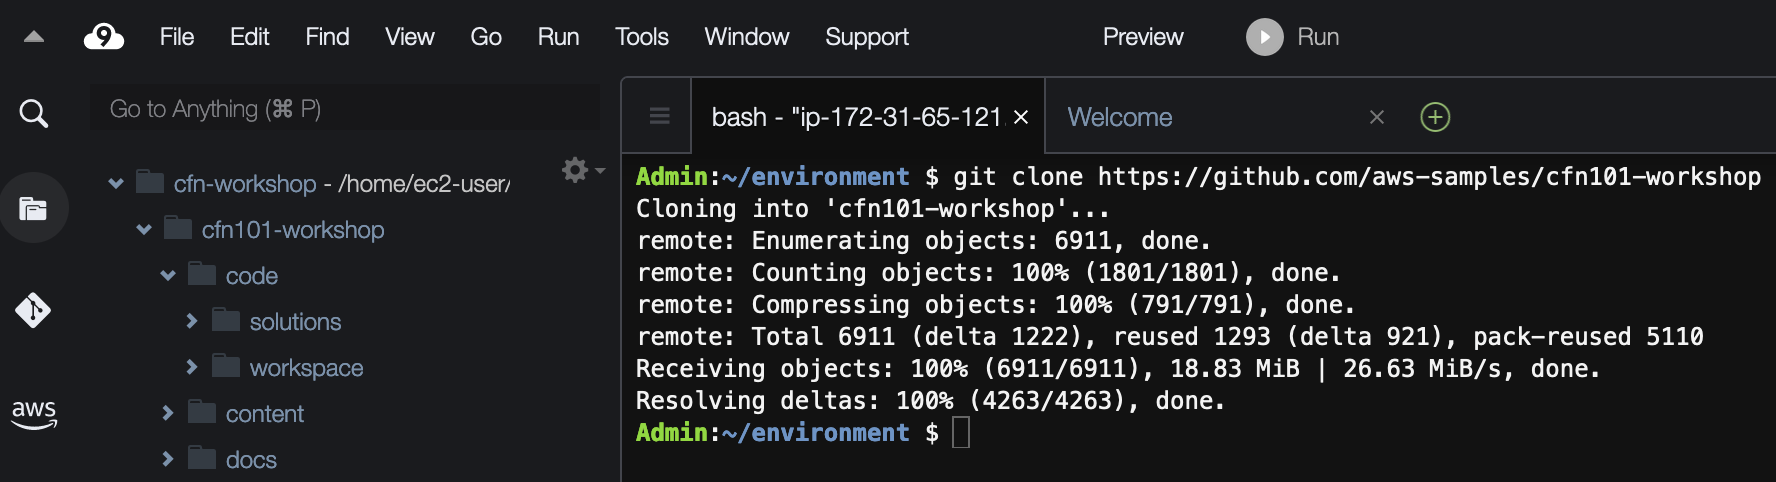 9 File Edit Find View Go Run Tools Window Support Preview Run
Go to Anything (⌘ P)
bash - "ip-172-31-65-121. × Welcome ×
cfn-workshop - /home/ec2-user/
cfn101-workshop
code
solutions
workspace
content
docs
aws
Admin:~/environment $ git clone https://github.com/aws-samples/cfn101-workshop
Cloning into 'cfn101-workshop'...
remote: Enumerating objects: 6911, done.
remote: Counting objects: 100% (1801/1801), done.
remote: Compressing objects: 100% (791/791), done.
remote: Total 6911 (delta 1222), reused 1293 (delta 921), pack-reused 5110
Receiving objects: 100% (6911/6911), 18.83 MiB | 26.63 MiB/s, done.
Resolving deltas: 100% (4263/4263), done.
Admin:~/environment $